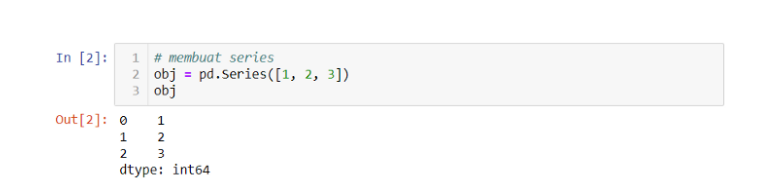 In [2]: 1 # membuat series
2 obj = pd.Series([1, 2, 3])
3 obj
Out[2]: 0 1
1 2
2 3
dtype: int64